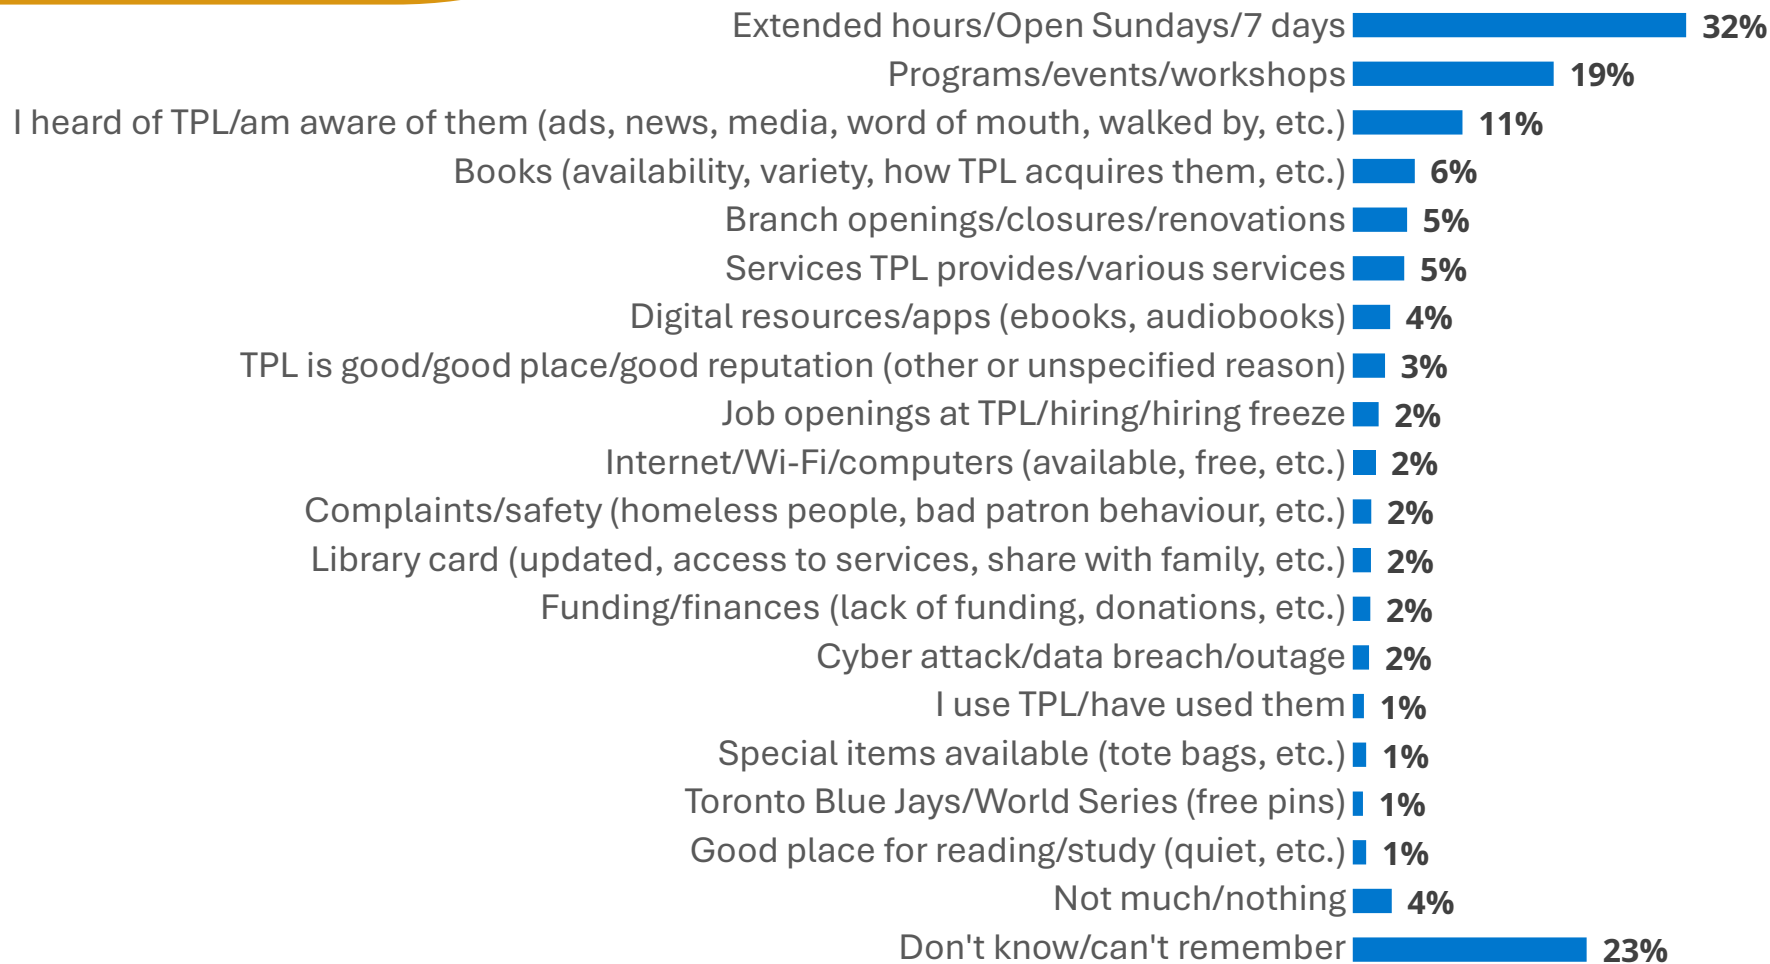 Extended hours/Open Sundays/7 days 32%
Programs/events/workshops 19%
I heard of TPL/am aware of them (ads, news, media, word of mouth, walked by, etc.) 11%
Books (availability, variety, how TPL acquires them, etc.) 6%
Branch openings/closures/renovations 5%
Services TPL provides/various services 5%
Digital resources/apps (ebooks, audiobooks) 4%
TPL is good/good place/good reputation (other or unspecified reason) 3%
Job openings at TPL/hiring/hiring freeze 2%
Internet/Wi-Fi/computers (available, free, etc.) 2%
Complaints/safety (homeless people, bad patron behaviour, etc.) 2%
Library card (updated, access to services, share with family, etc.) 2%
Funding/finances (lack of funding, donations, etc.) 2%
Cyber attack/data breach/outage 2%
I use TPL/have used them 1%
Special items available (tote bags, etc.) 1%
Toronto Blue Jays/World Series (free pins) 1%
Good place for reading/study (quiet, etc.) 1%
Not much/nothing 4%
Don't know/can't remember 23%